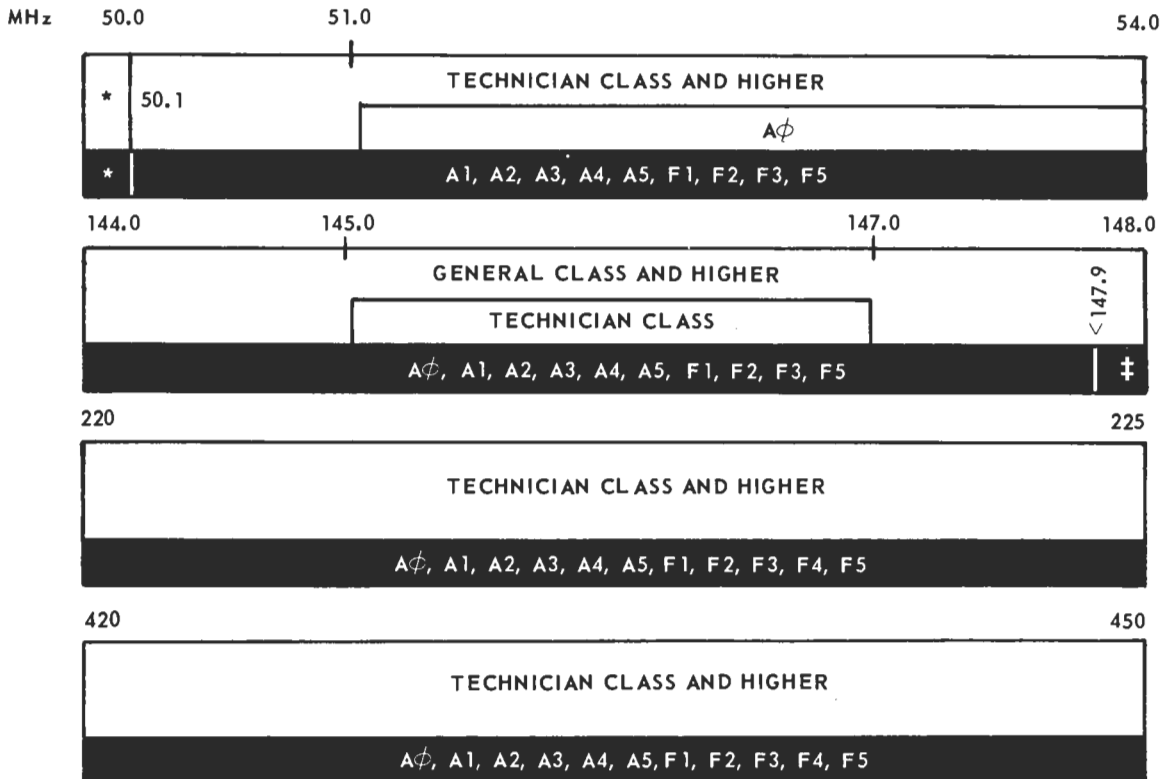 MHz 50.0 51.0 54.0
TECHNICIAN CLASS AND HIGHER
* 50.1
Aϕ
* A1, A2, A3, A4, A5, F1, F2, F3, F5
144.0 145.0 147.0 148.0
GENERAL CLASS AND HIGHER
<147.9
TECHNICIAN CLASS
Aϕ, A1, A2, A3, A4, A5, F1, F2, F3, F5 ‡
220 225
TECHNICIAN CLASS AND HIGHER
Aϕ, A1, A2, A3, A4, A5, F1, F2, F3, F4, F5
420 450
TECHNICIAN CLASS AND HIGHER
Aϕ, A1, A2, A3, A4, A5, F1, F2, F3, F4, F5